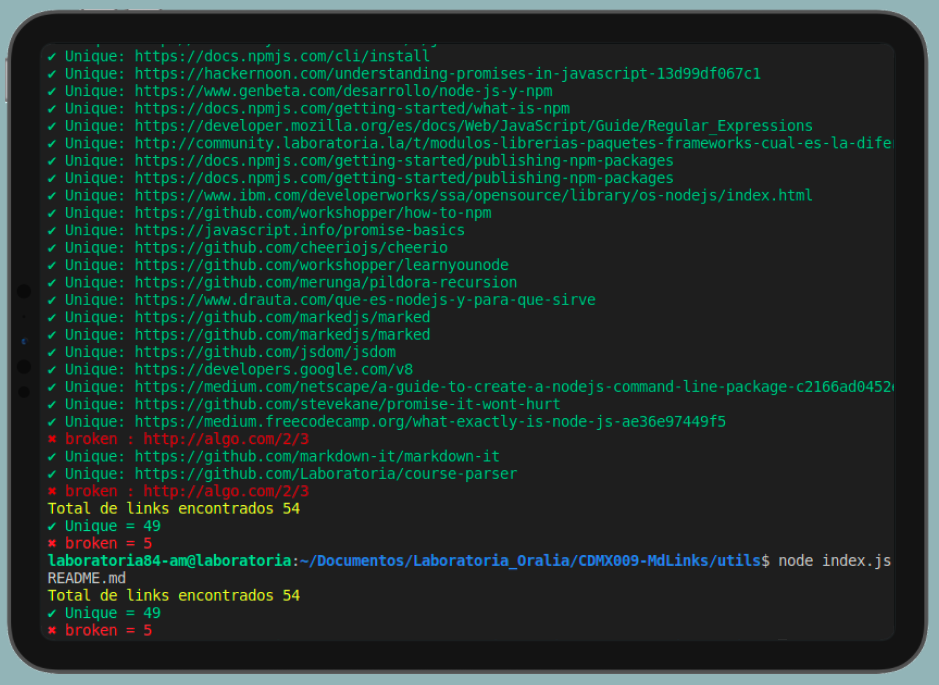 ✔ Unique: https://docs.npmjs.com/cli/install
✔ Unique: https://hackernoon.com/understanding-promises-in-javascript-13d99df067c1
✔ Unique: https://www.genbeta.com/desarrollo/node-js-y-npm
✔ Unique: https://docs.npmjs.com/getting-started/what-is-npm
✔ Unique: https://developer.mozilla.org/es/docs/Web/JavaScript/Guide/Regular_Expressions
✔ Unique: http://community.laboratoria.la/t/modulos-librerias-paquetes-frameworks-cual-es-la-difer
✔ Unique: https://docs.npmjs.com/getting-started/publishing-npm-packages
✔ Unique: https://docs.npmjs.com/getting-started/publishing-npm-packages
✔ Unique: https://www.ibm.com/developerworks/ssa/opensource/library/os-nodejs/index.html
✔ Unique: https://github.com/workshopper/how-to-npm
✔ Unique: https://javascript.info/promise-basics
✔ Unique: https://github.com/cheeriojs/cheerio
✔ Unique: https://github.com/workshopper/learnyounode
✔ Unique: https://github.com/merunga/pildora-recursion
✔ Unique: https://www.drauta.com/que-es-nodejs-y-para-que-sirve
✔ Unique: https://github.com/markedjs/marked
✔ Unique: https://github.com/markedjs/marked
✔ Unique: https://github.com/jsdom/jsdom
✔ Unique: https://developers.google.com/v8
✔ Unique: https://medium.com/netscape/a-guide-to-create-a-nodejs-command-line-package-c2166ad0452
✔ Unique: https://github.com/stevekane/promise-it-wont-hurt
✔ Unique: https://medium.freecodecamp.org/what-exactly-is-node-js-ae36e97449f5
✖ broken : http://algo.com/2/3
✔ Unique: https://github.com/markdown-it/markdown-it
✔ Unique: https://github.com/Laboratoria/course-parser
✖ broken : http://algo.com/2/3
Total de links encontrados 54
✔ Unique = 49
✖ broken = 5
laboratoria84-am@laboratoria:~/Documentos/Laboratoria_Oralia/CDMX009-MdLinks/utils$ node index.js
README.md
Total de links encontrados 54
✔ Unique = 49
✖ broken = 5